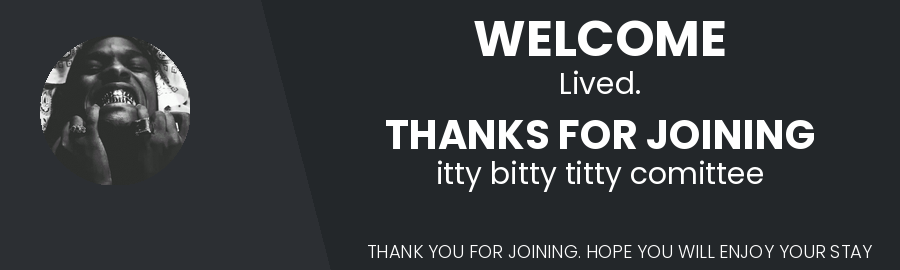 WELCOME
Lived.
THANKS FOR JOINING
itty bitty titty comittee
THANK YOU FOR JOINING. HOPE YOU WILL ENJOY YOUR STAY